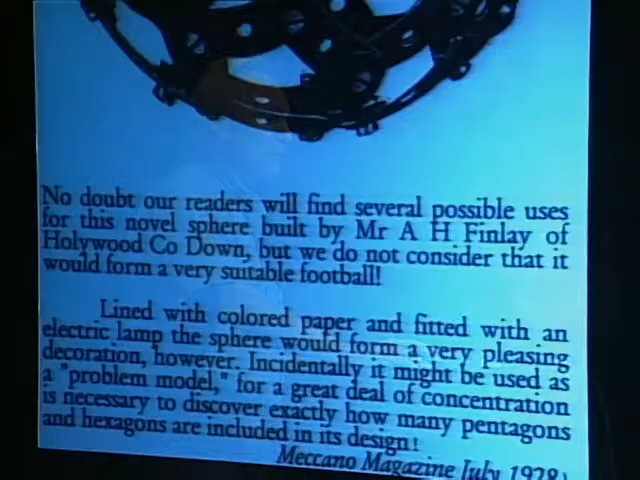 No doubt our readers will find several possible uses
for this novel sphere built by Mr A H Finlay of
Holywood Co Down, but we do not consider that it
would form a very suitable football!
Lined with colored paper and fitted with an
electric lamp the sphere would form a very pleasing
decoration, however. Incidentally it might be used as
a "problem model," for a great deal of concentration
is necessary to discover exactly how many pentagons
and hexagons are included in its design!
Meccano Magazine July